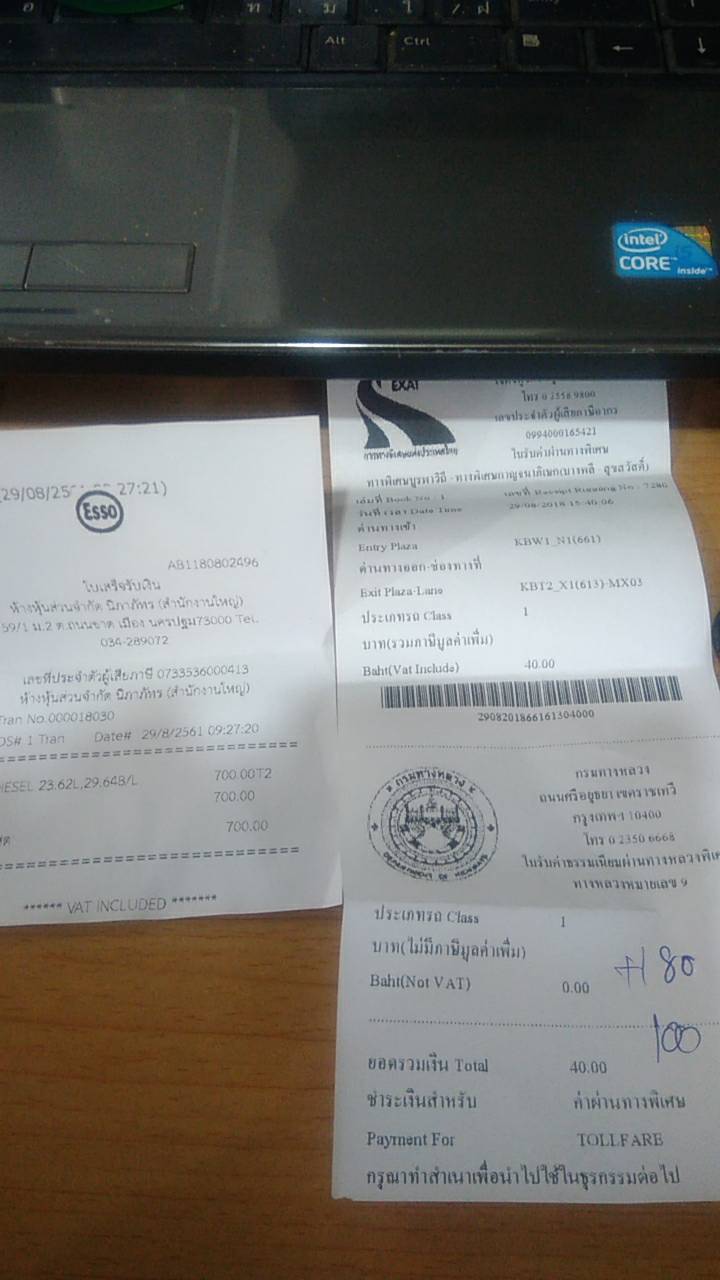 Alt
Ctrl
intel
CORE
inside
(29/08/25
27:21)
Esso
AB1180802496
ใบเสร็จรับเงิน
ห้างหุ้นส่วนจำกัด นิภาภัทร (สำนักงานใหญ่)
59/1 ม.2 ต.ถนนขาด เมือง นครปฐม73000 Tel.
034-289072
เลขที่ประจำตัวผู้เสียภาษี 0733536000413
ห้างหุ้นส่วนจำกัด นิภาภัทร (สำนักงานใหญ่)
Tran No.000018030
OS# 1 Tran Date# 29/8/2561 09:27:20
IESEL 23.62L,29.64B/L 700.00T2
700.00
700.00
****** VAT INCLUDED *******
EXAT
การทางพิเศษแห่งประเทศไทย
โทร 0 2558 9800
เลขประจำตัวผู้เสียภาษีอากร
0994000165421
ใบรับค่าผ่านทางพิเศษ
ทางพิเศษบูรพาวิถี - ทางพิเศษกาญจนาภิเษก(บางพลี - สุขสวัสดิ์)
เล่มที่ Book No : 1 เลขที่ Receipt Running No : 7280
วันที่ เวลา Date Time 29/08/2018 15:40:06
ด่านทางเข้า
Entry Plaza KBW1_N1(661)
ด่านทางออก-ช่องทางที่
Exit Plaza-Lane KBT2_X1(613)-MX03
ประเภทรถ Class 1
บาท(รวมภาษีมูลค่าเพิ่ม)
Baht(Vat Include) 40.00
2908201866161304000
กรมทางหลวง
DEPARTMENT OF HIGHWAYS
กรมทางหลวง
ถนนศรีอยุธยา เขตราชเทวี
กรุงเทพฯ 10400
โทร 0 2350 6668
ใบรับค่าธรรมเนียมผ่านทางหลวงพิเศ
ทางหลวงหมายเลข 9
ประเภทรถ Class 1
บาท(ไม่มีภาษีมูลค่าเพิ่ม)
Baht(Not VAT) 0.00
80
100
ยอดรวมเงิน Total 40.00
ชำระเงินสำหรับ ค่าผ่านทางพิเศษ
Payment For TOLLFARE
กรุณาทำสำเนาเพื่อนำไปใช้ในธุรกรรมต่อไป